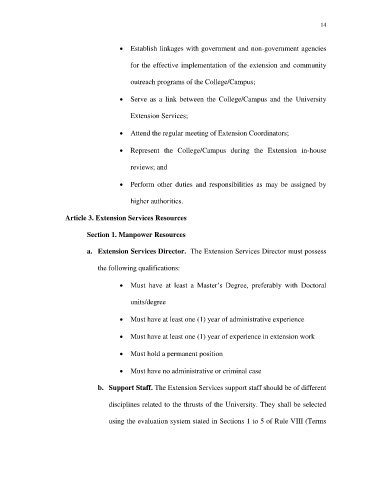 14
• Establish linkages with government and non-government agencies
for the effective implementation of the extension and community
outreach programs of the College/Campus;
• Serve as a link between the College/Campus and the University
Extension Services;
• Attend the regular meeting of Extension Coordinators;
• Represent the College/Campus during the Extension in-house
reviews; and
• Perform other duties and responsibilities as may be assigned by
higher authorities.
Article 3. Extension Services Resources
Section 1. Manpower Resources
a. Extension Services Director. The Extension Services Director must possess
the following qualifications:
• Must have at least a Master's Degree, preferably with Doctoral
units/degree
• Must have at least one (1) year of administrative experience
• Must have at least one (1) year of experience in extension work
• Must hold a permanent position
• Must have no administrative or criminal case
b. Support Staff. The Extension Services support staff should be of different
disciplines related to the thrusts of the University. They shall be selected
using the evaluation system stated in Sections 1 to 5 of Rule VIII (Terms